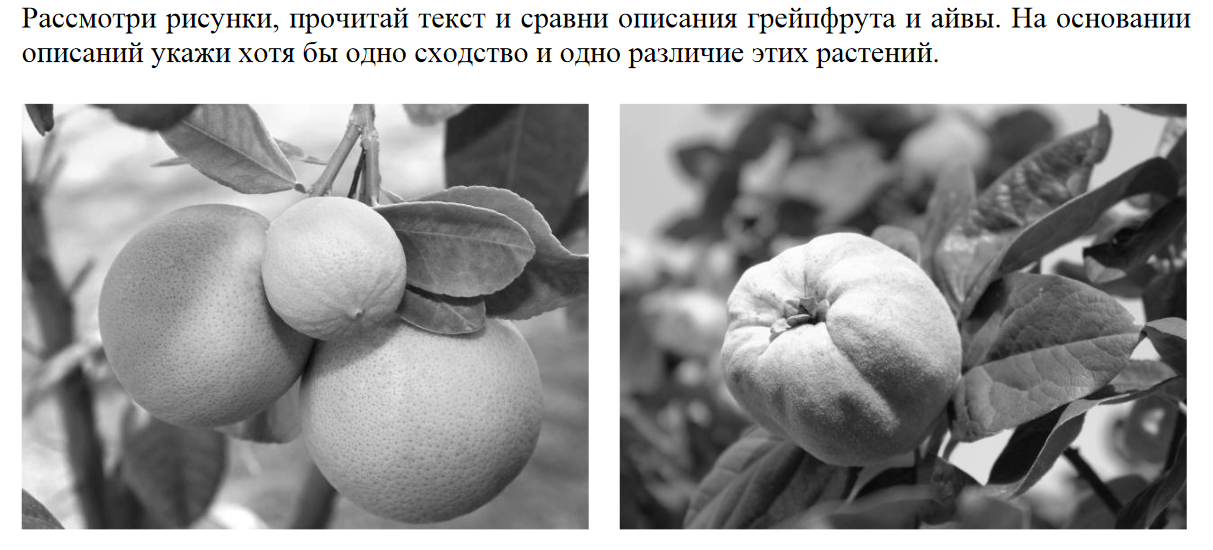 Рассмотри рисунки, прочитай текст и сравни описания грейпфрута и айвы. На основании
описаний укажи хотя бы одно сходство и одно различие этих растений.